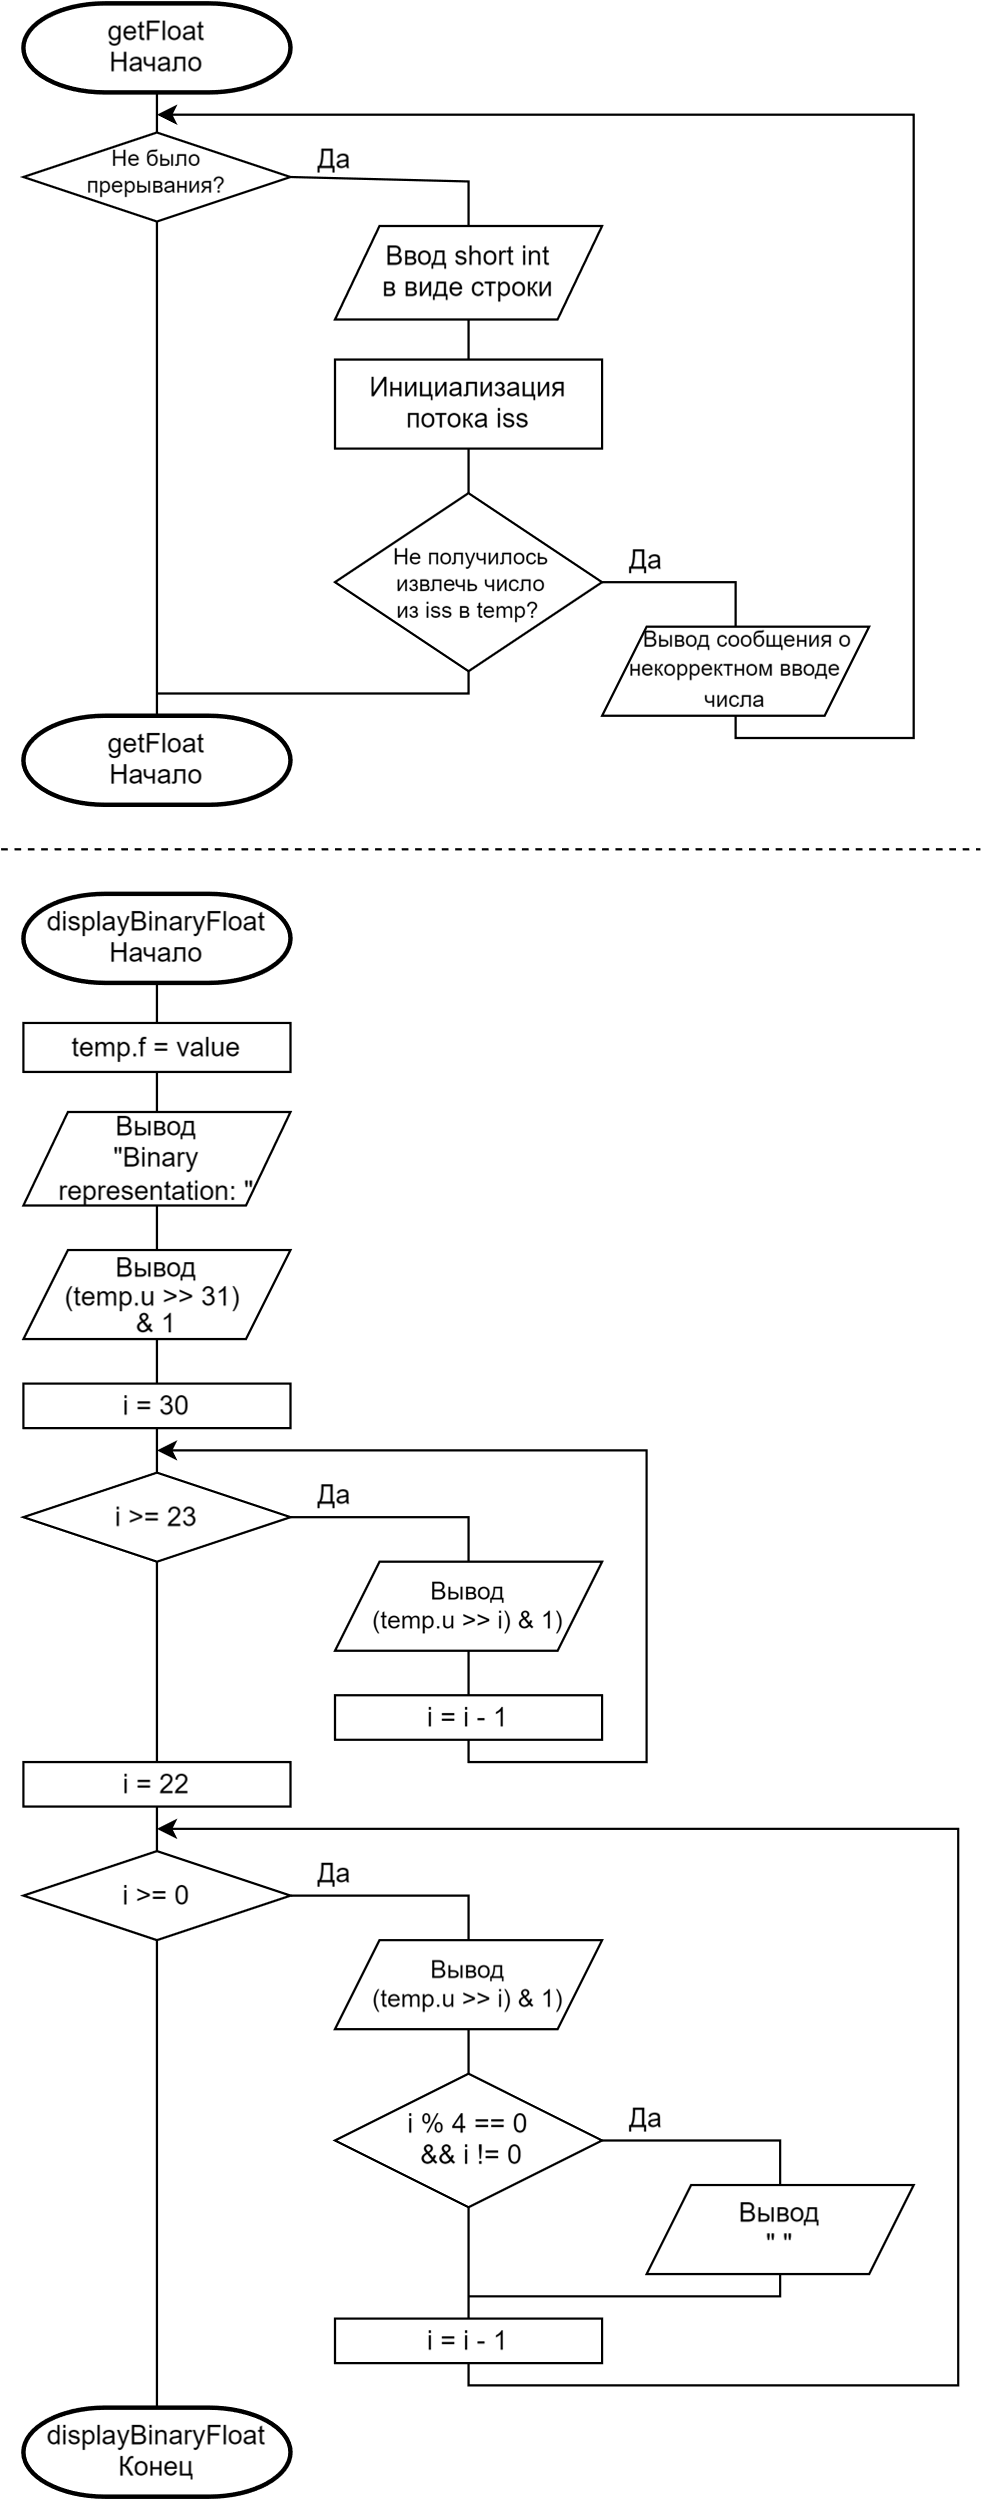 getFloat
Начало
Не было
прерывания?
Да
Ввод short int
в виде строки
Инициализация
потока iss
Не получилось
извлечь число
из iss в temp?
Да
Вывод сообщения о
некорректном вводе
числа
getFloat
Начало
displayBinaryFloat
Начало
temp.f = value
Вывод
"Binary
representation: "
Вывод
(temp.u >> 31)
& 1
i = 30
i >= 23
Да
Вывод
(temp.u >> i) & 1)
i = i - 1
i = 22
i >= 0
Да
Вывод
(temp.u >> i) & 1)
i % 4 == 0
&& i != 0
Да
Вывод
" "
i = i - 1
displayBinaryFloat
Конец